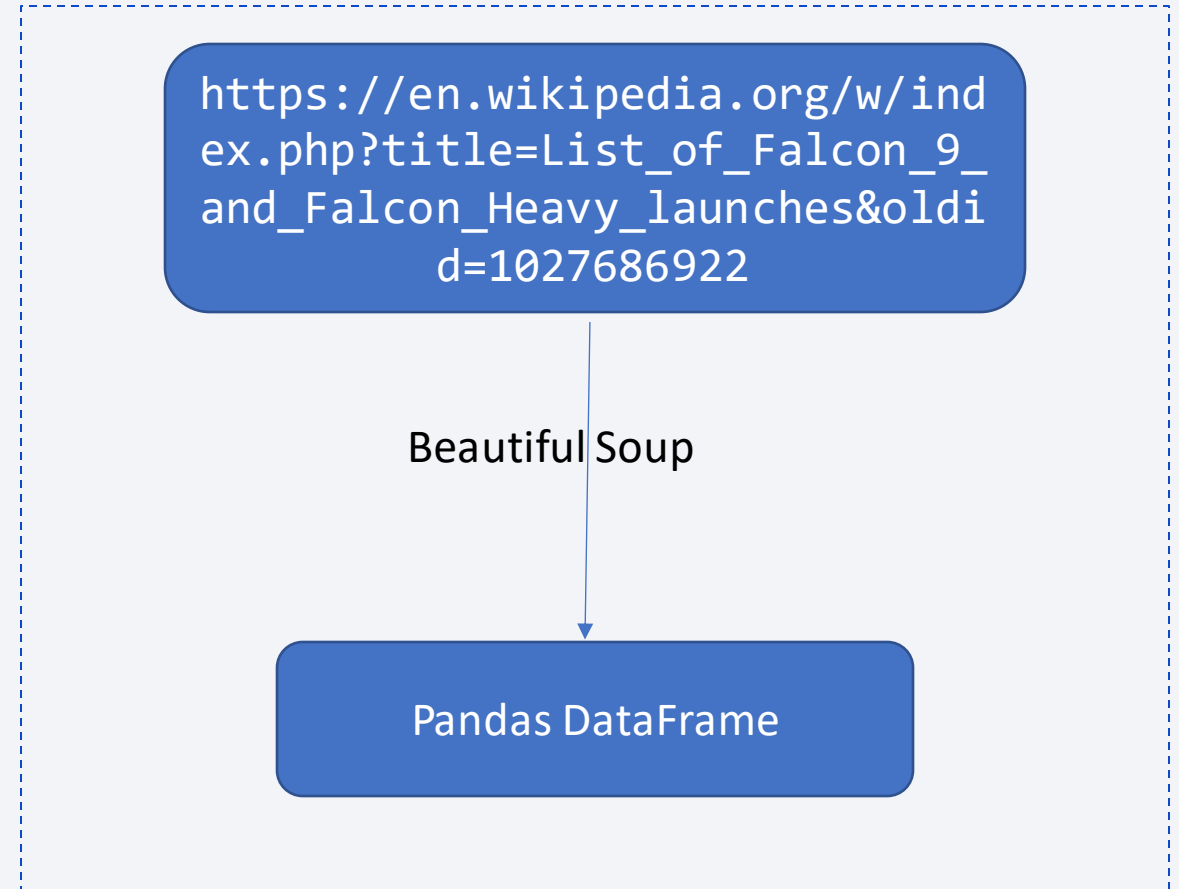 https://en.wikipedia.org/w/ind
ex.php?title=List_of_Falcon_9_
and_Falcon_Heavy_launches&oldi
d=1027686922
Beautiful Soup
Pandas DataFrame